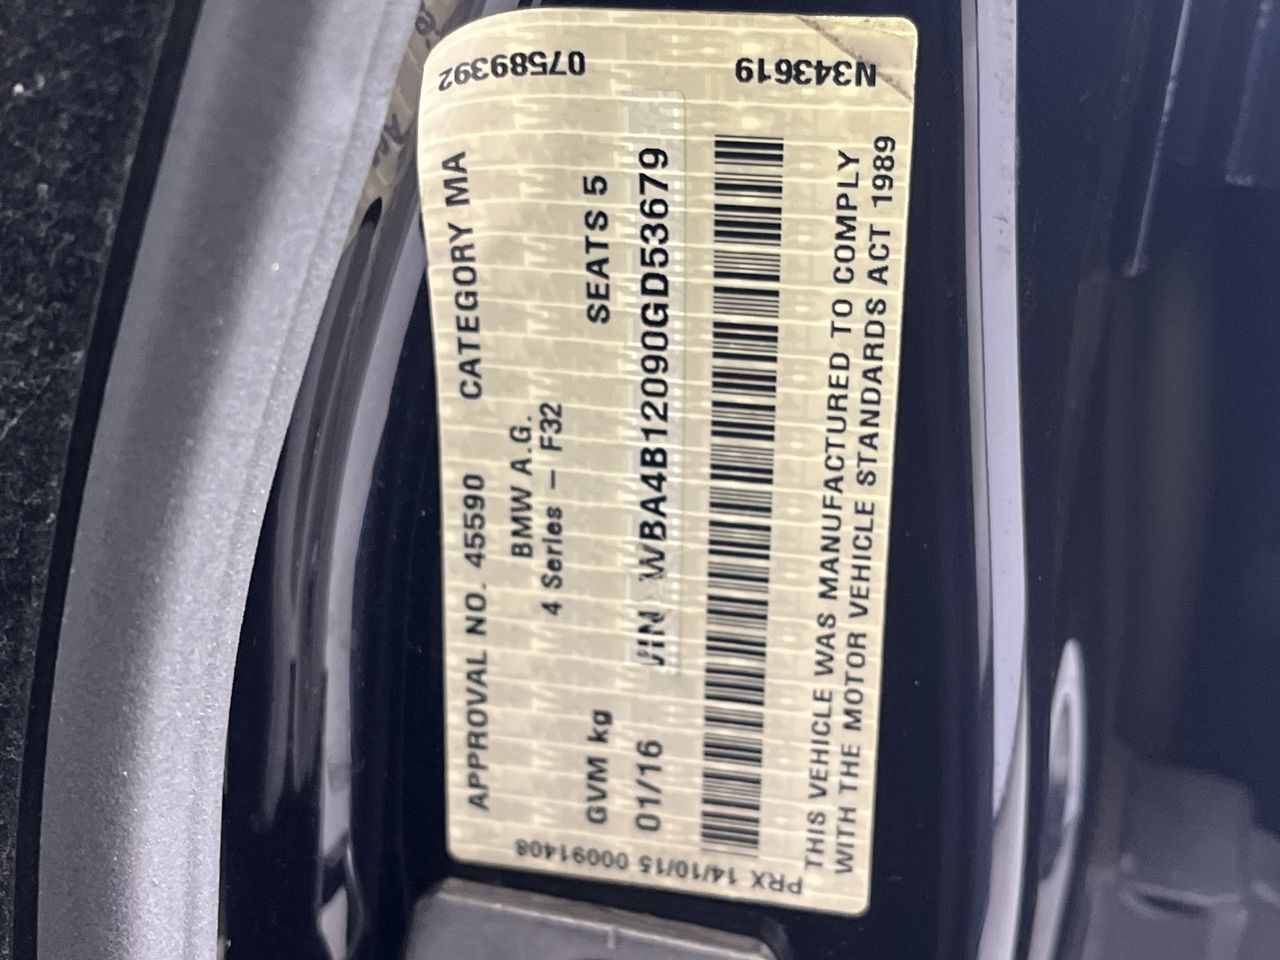 APPROVAL NO. 45590 CATEGORY MA
BMW A.G.
4 Series – F32
GVM kg SEATS 5
01/16 VIN WBA4B12090GD53679
THIS VEHICLE WAS MANUFACTURED TO COMPLY
WITH THE MOTOR VEHICLE STANDARDS ACT 1989
07589392
N343619
PRX 14/10/15 00091408